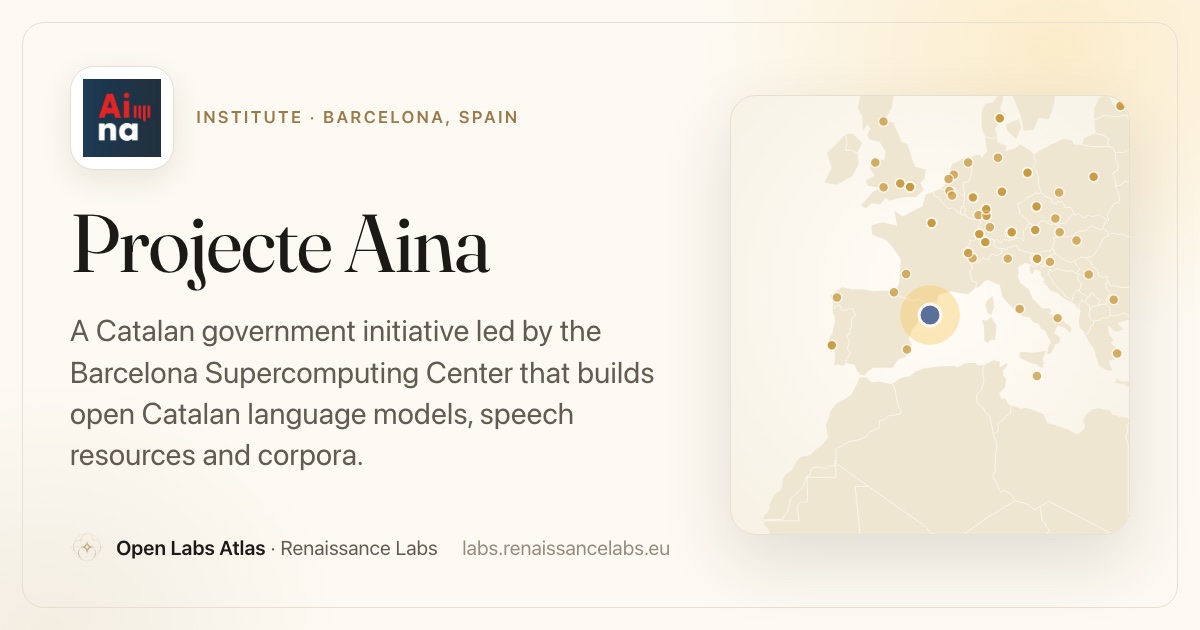 Ai
na
INSTITUTE · BARCELONA, SPAIN
Projecte Aina
A Catalan government initiative led by the
Barcelona Supercomputing Center that builds
open Catalan language models, speech
resources and corpora.
Open Labs Atlas · Renaissance Labs labs.renaissancelabs.eu